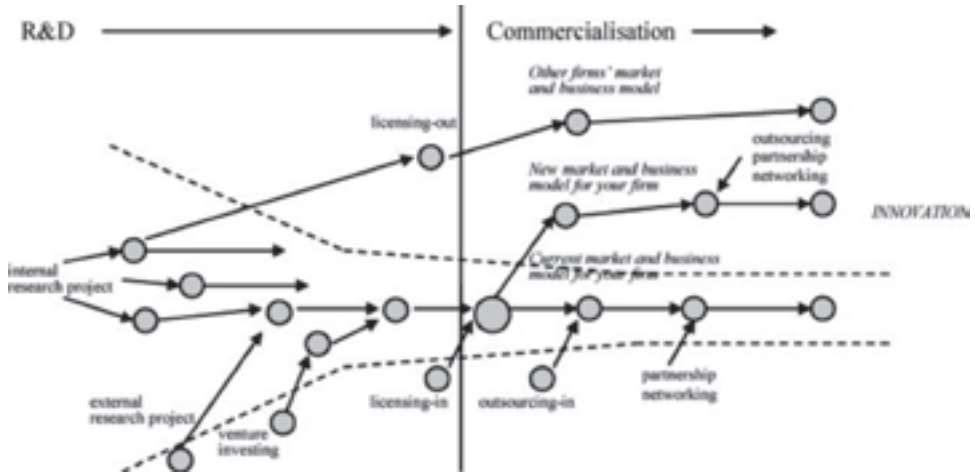 R&D
Commercialisation
Other firms' market
and business model
licensing-out
outsourcing
partnership
networking
New market and business
model for your firm
INNOVATION
Current market and business
model for your firm
internal
research project
external
research project
venture
investing
licensing-in
outsourcing-in
partnership
networking